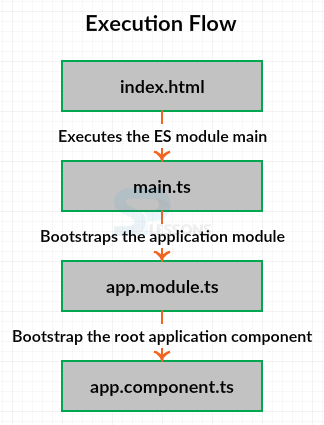 Execution Flow
index.html
Executes the ES module main
main.ts
Bootstraps the application module
app.module.ts
Bootstrap the root application component
app.component.ts